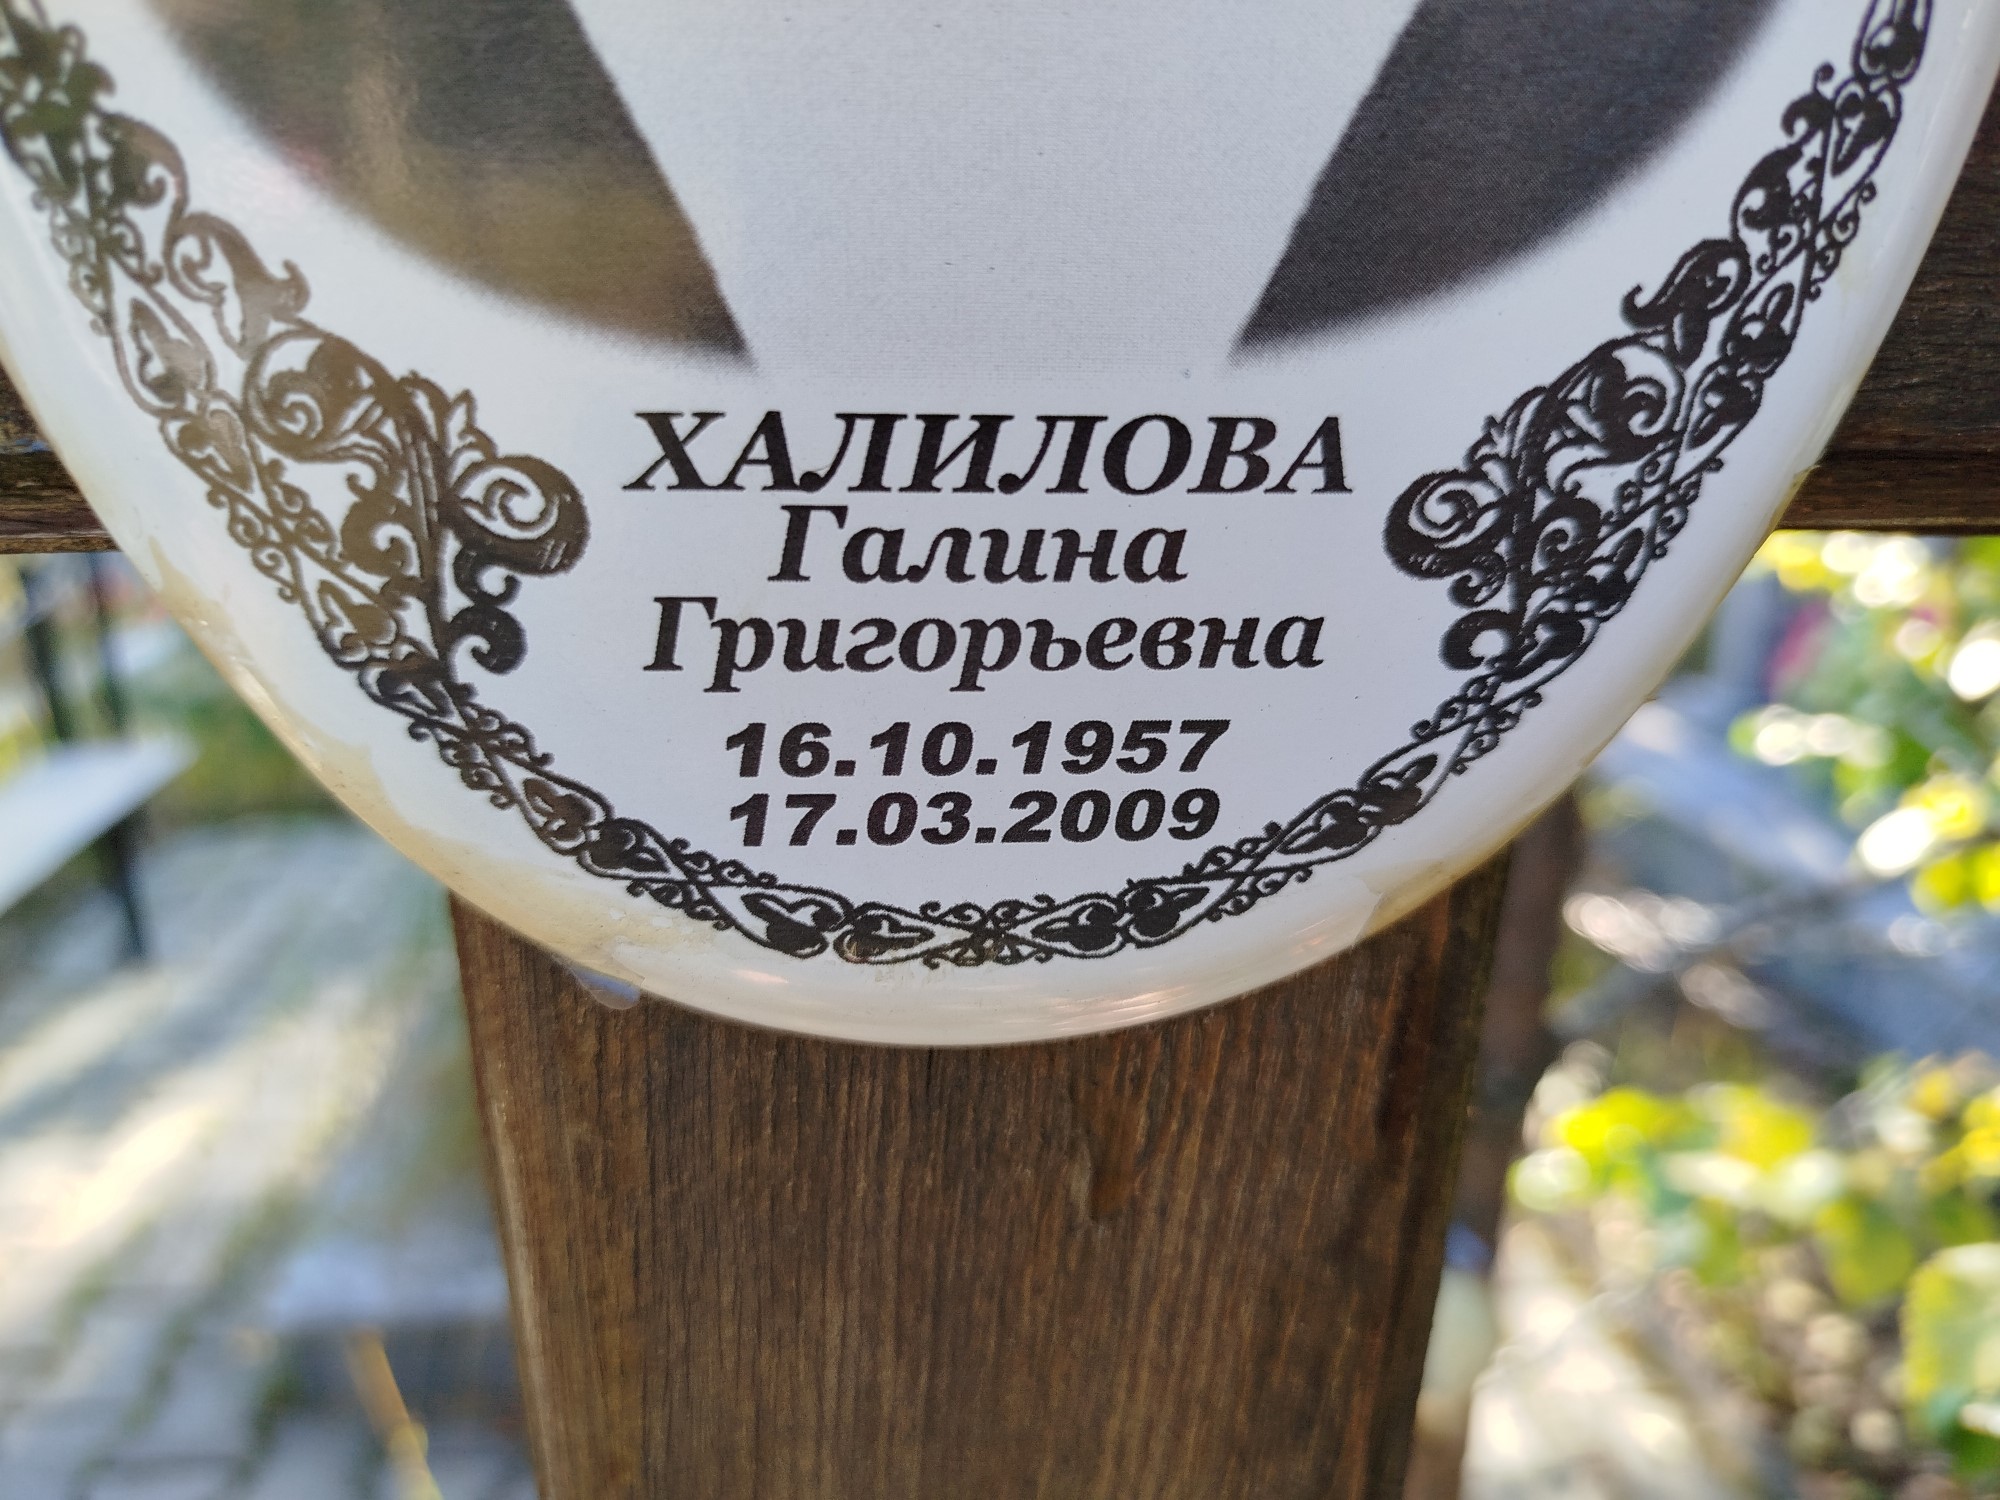 ХАЛИЛОВА
Галина
Григорьевна
16.10.1957
17.03.2009